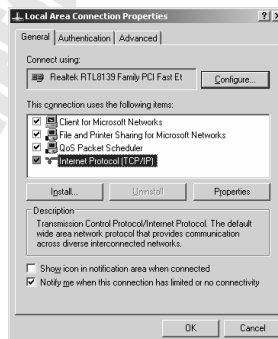 Local Area Connection Properties
General Authentication Advanced
Connect using:
Realtek RTL8139 Family PCI Fast Et Configure...
This connection uses the following items:
Client for Microsoft Networks
File and Printer Sharing for Microsoft Networks
QoS Packet Scheduler
Internet Protocol (TCP/IP)
Install... Uninstall Properties
Description
Transmission Control Protocol/Internet Protocol. The default
wide area network protocol that provides communication
across diverse interconnected networks.
Show icon in notification area when connected
Notify me when this connection has limited or no connectivity
OK Cancel